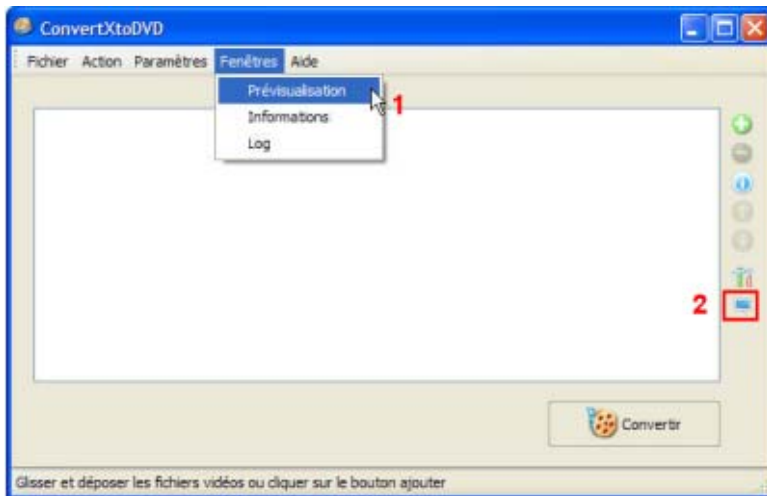 ConvertXtoDVD
Fichier Action Paramètres Fenêtres Aide
Prévisualisation
1
Informations
Log
2
Convertir
Glisser et déposer les fichiers vidéos ou cliquer sur le bouton ajouter